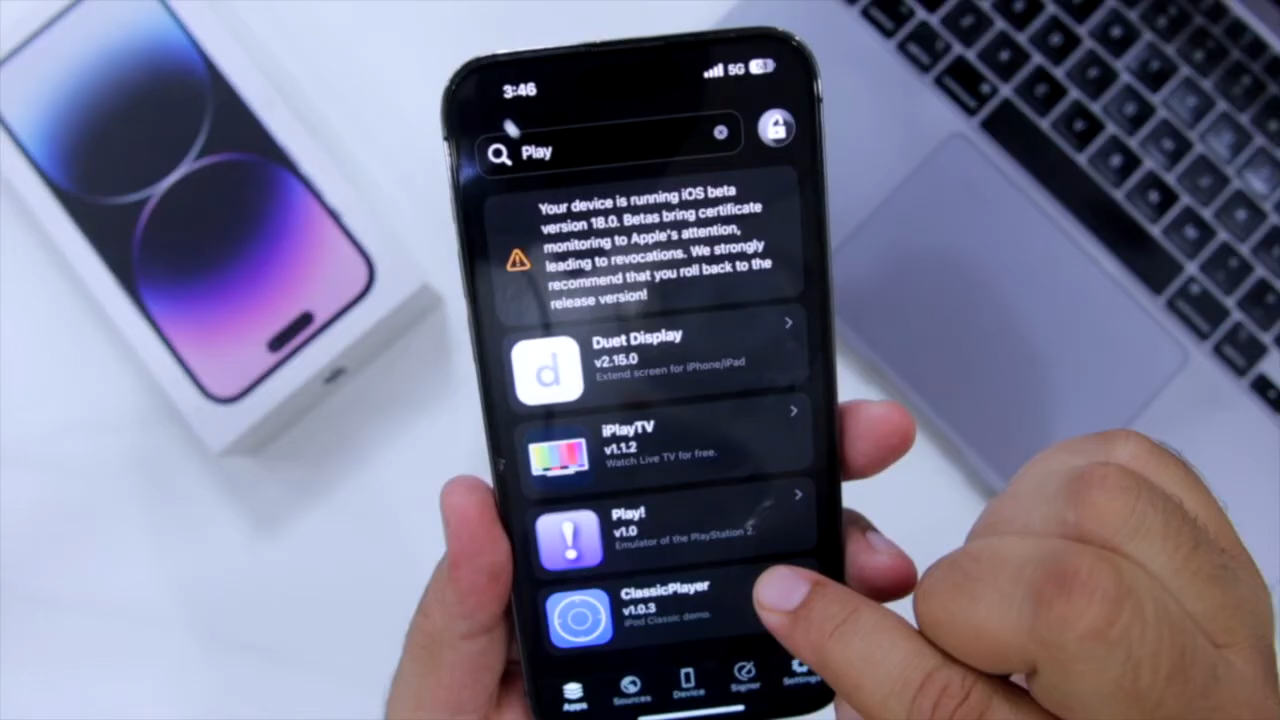 3:46
5G 51
Play
Your device is running iOS beta
version 18.0. Betas bring certificate
monitoring to Apple's attention,
leading to revocations. We strongly
recommend that you roll back to the
release version!
d
Duet Display
v2.15.0
Extend screen for iPhone/iPad
iPlayTV
v1.1.2
Watch Live TV for free.
Play!
v1.0
Emulator of the PlayStation 2.
ClassicPlayer
v1.0.3
iPod Classic demo.
Apps
Sources
Device
Signer
Settings